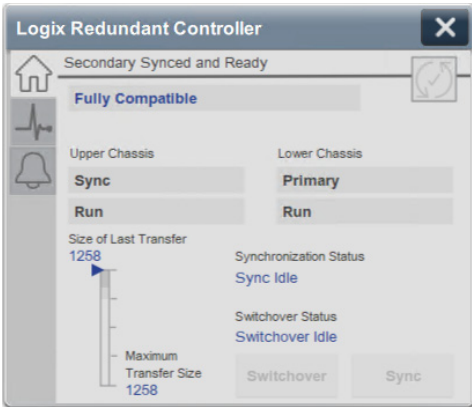 Logix Redundant Controller
Secondary Synced and Ready
Fully Compatible
Upper Chassis
Lower Chassis
Sync
Primary
Run
Run
Size of Last Transfer
1258
Synchronization Status
Sync Idle
Switchover Status
Switchover Idle
Maximum
Transfer Size
1258
Switchover
Sync